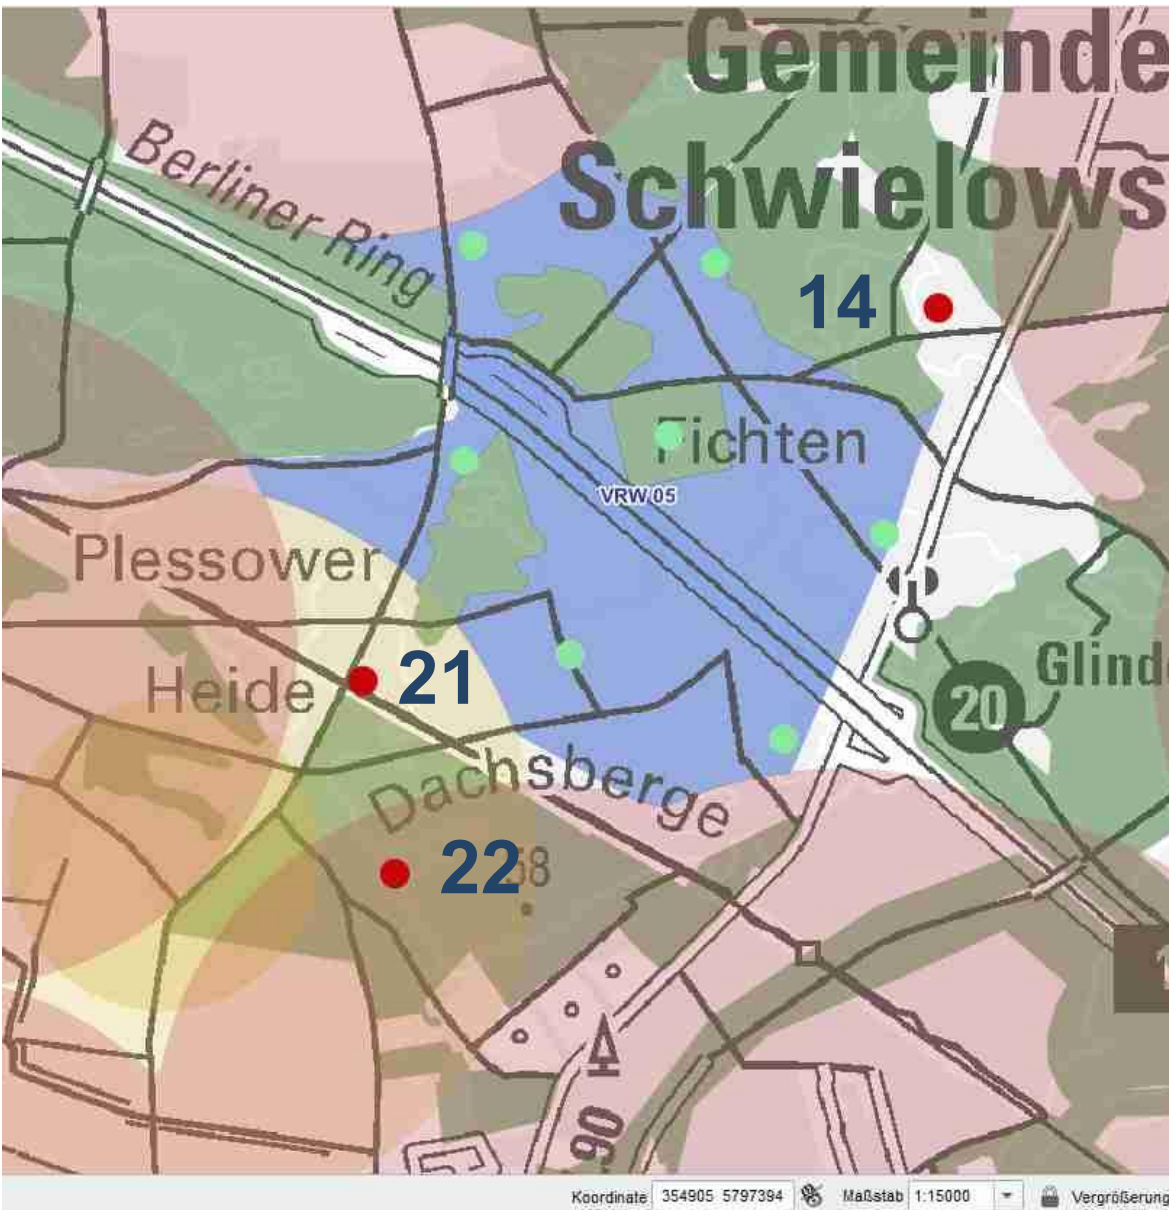 Gemeinde
Schwielows
Berliner Ring
14
Fichten
VRW 05
Plessower
Heide
21
Glind
20
Dachsberge
22
58
90
1
Koordinate 354905 5797394 Maßstab 1:15000 Vergrößerung